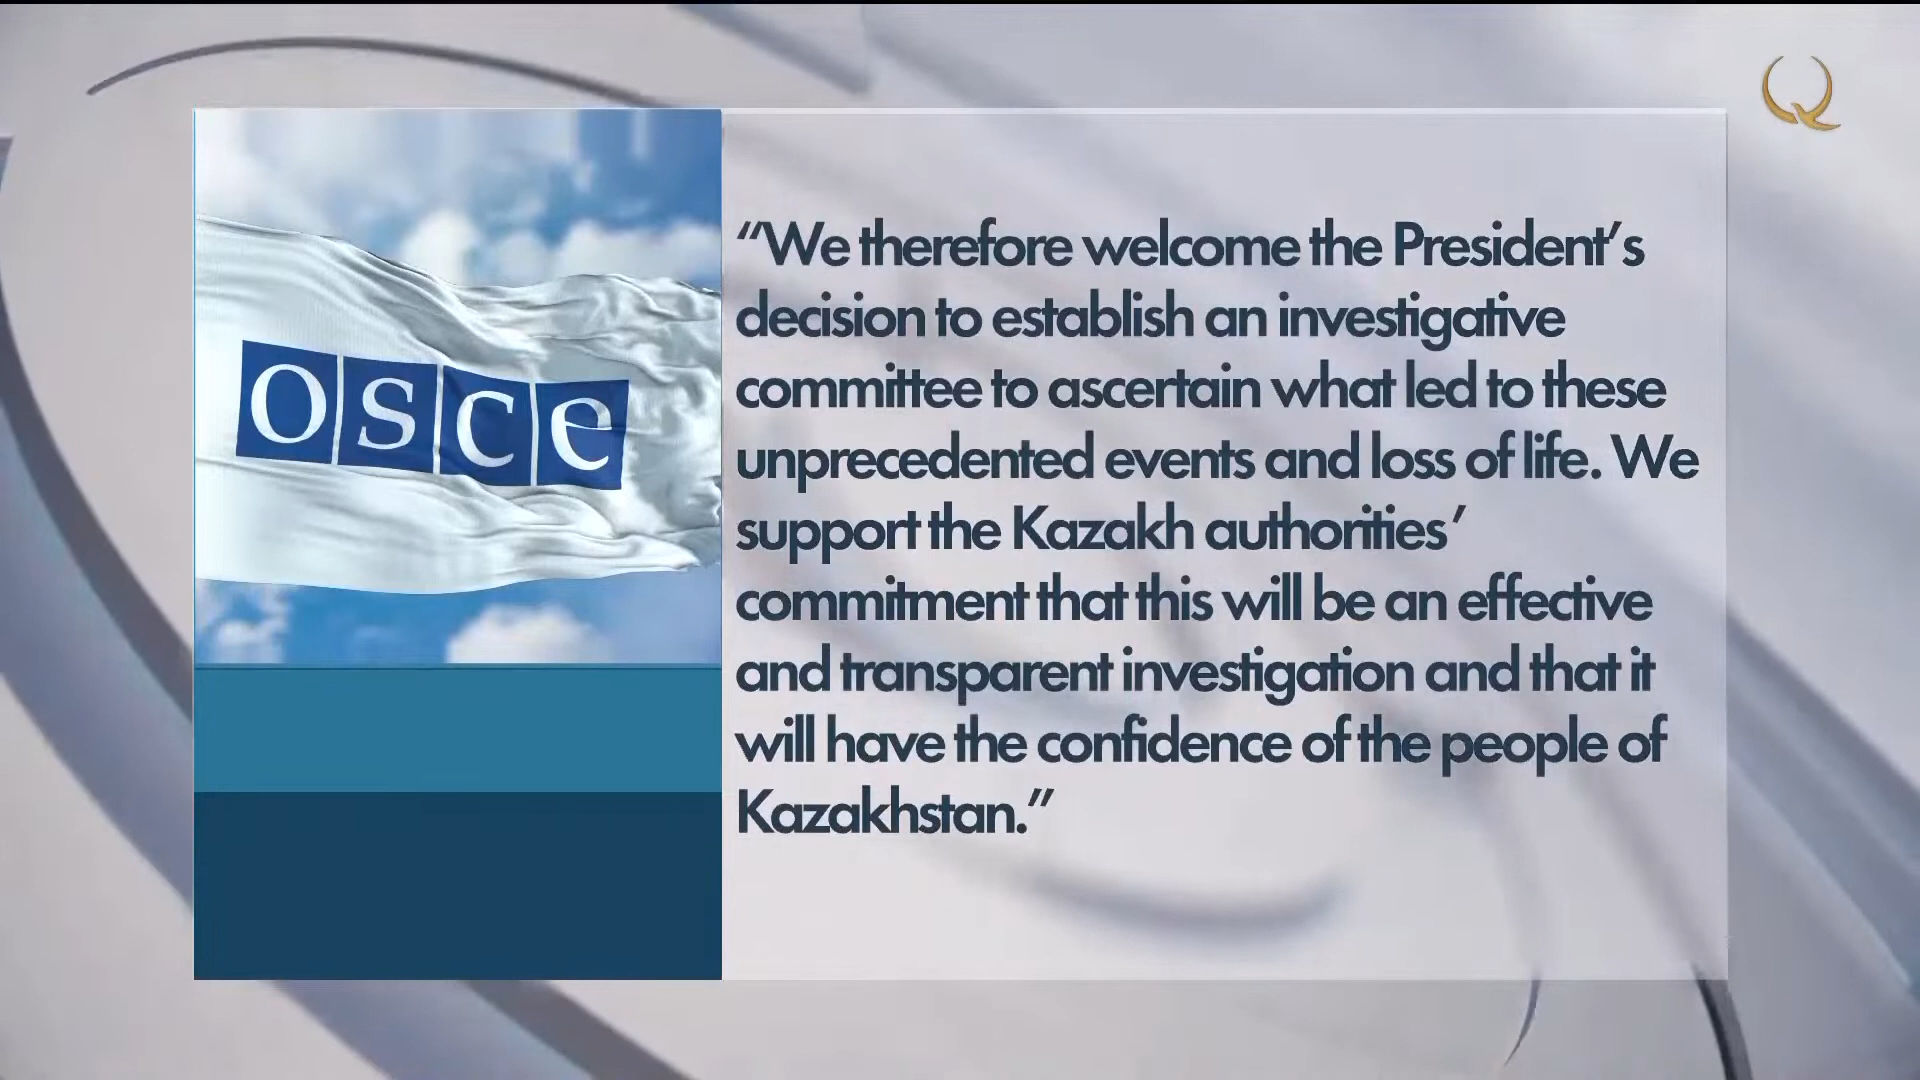 Q
osce
“We therefore welcome the President’s
decision to establish an investigative
committee to ascertain what led to these
unprecedented events and loss of life. We
support the Kazakh authorities’
commitment that this will be an effective
and transparent investigation and that it
will have the confidence of the people of
Kazakhstan.”